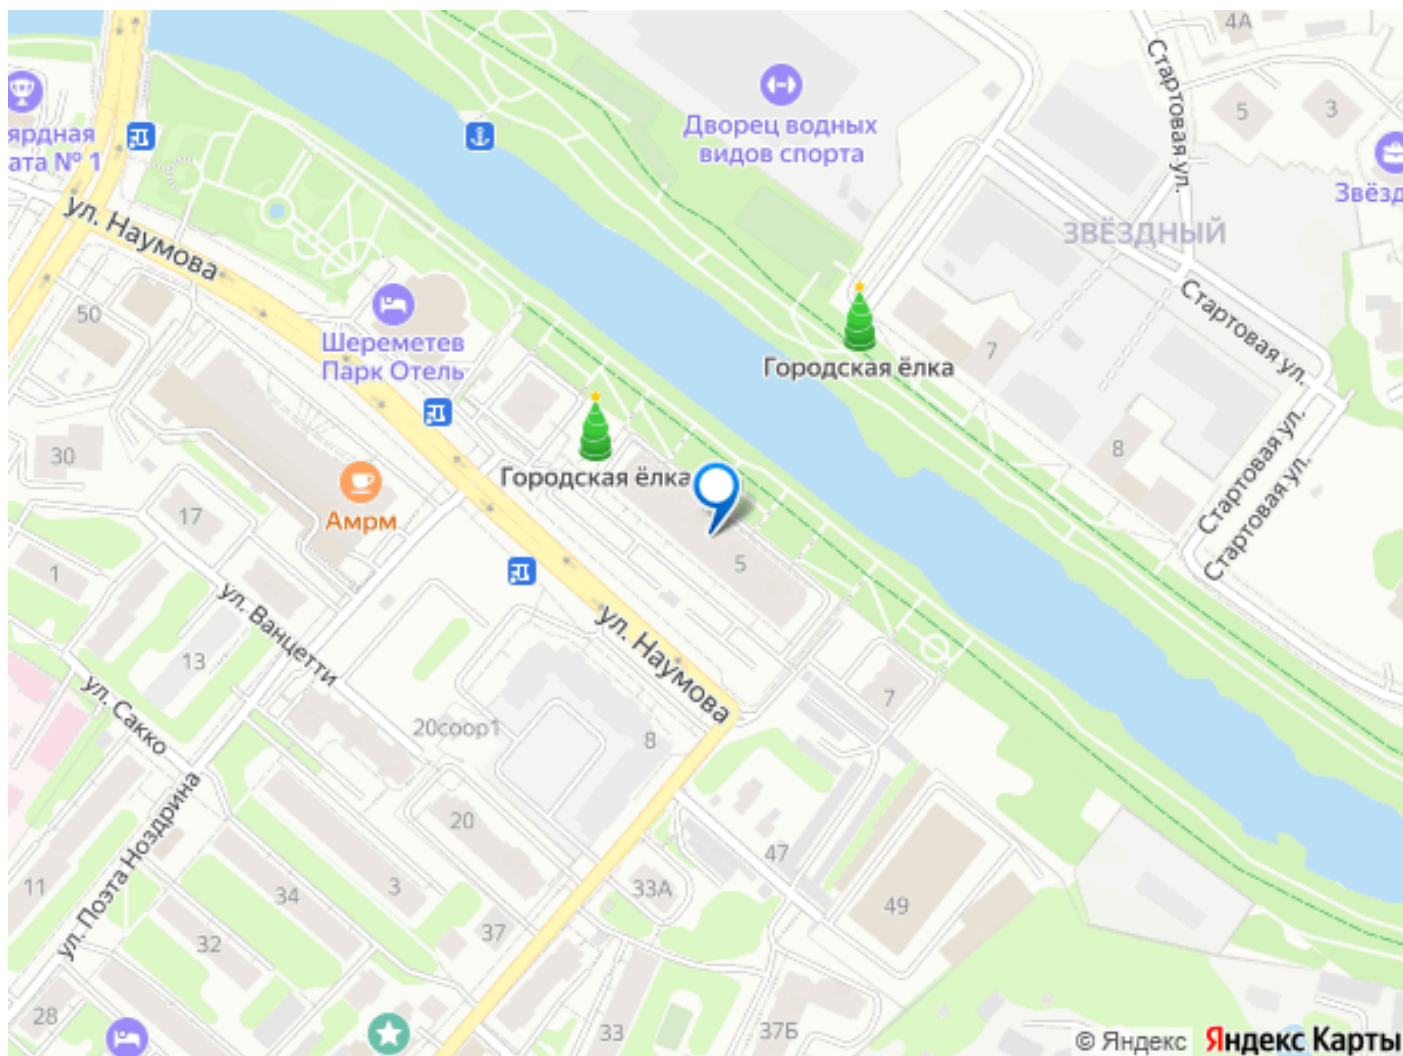 4А
Стартовая ул.
5
3
Дворец водных
видов спорта
ярдная
ата № 1
Звёзд
ул. Наумова
ЗВЁЗДНЫЙ
50
Шереметев
Парк Отель
Стартовая ул.
7
Городская ёлка
30
8
Городская ёлка
Стартовая ул.
Стартовая ул.
Амрм
17
5
1
ул. Ванцетти
ул. Наумова
13
ул. Сакко
7
20соор1
8
20
47
ул. Поэта Ноздрина
11
34
3
33А
49
32
37
28
33
37Б
© Яндекс Яндекс Карты